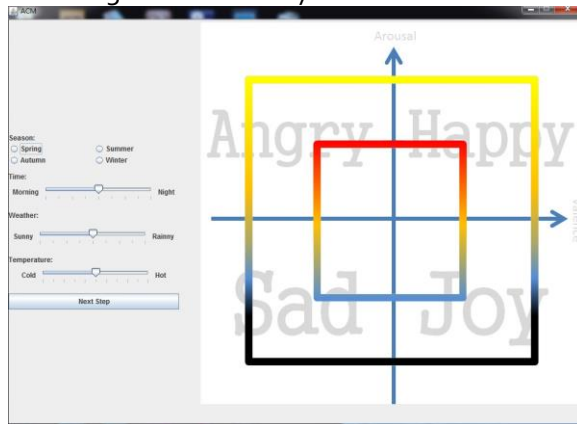 ACM
Arousal
Angry Happy
Season:
Spring Summer
Autumn Winter
Time:
Morning Night
Weather:
Sunny Rainny
Temperature:
Cold Hot
Next Step
Sad Joy